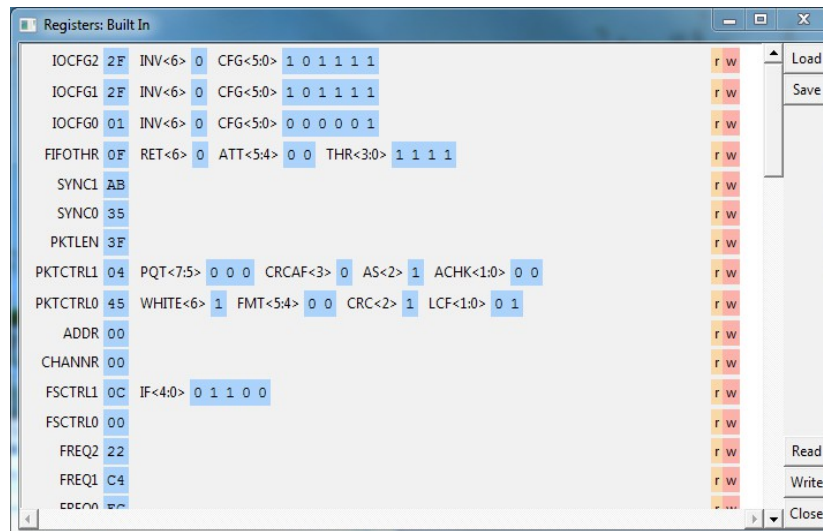 Registers: Built In
IOCFG2 2F INV<6> 0 CFG<5:0> 1 0 1 1 1 1 r w Load
IOCFG1 2F INV<6> 0 CFG<5:0> 1 0 1 1 1 1 r w Save
IOCFG0 01 INV<6> 0 CFG<5:0> 0 0 0 0 0 1 r w
FIFOTHR 0F RET<6> 0 ATT<5:4> 0 0 THR<3:0> 1 1 1 1 r w
SYNC1 AB r w
SYNC0 35 r w
PKTLEN 3F r w
PKTCTRL1 04 PQT<7:5> 0 0 0 CRCAF<3> 0 AS<2> 1 ACHK<1:0> 0 0 r w
PKTCTRL0 45 WHITE<6> 1 FMT<5:4> 0 0 CRC<2> 1 LCF<1:0> 0 1 r w
ADDR 00 r w
CHANNR 00 r w
FSCTRL1 0C IF<4:0> 0 1 1 0 0 r w
FSCTRL0 00 r w
FREQ2 22 r w Read
FREQ1 C4 r w Write
FREQ0 EC r w Close